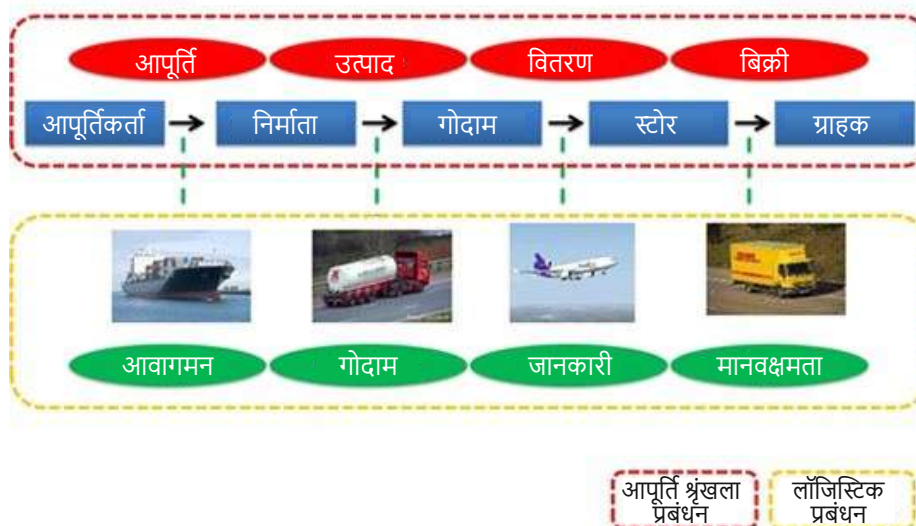 आपूर्ति उत्पाद वितरण बिक्री
आपूर्तिकर्ता निर्माता गोदाम स्टोर ग्राहक
आवागमन गोदाम जानकारी मानवक्षमता
आपूर्ति श्रृंखला
प्रबंधन
लॉजिस्टिक
प्रबंधन